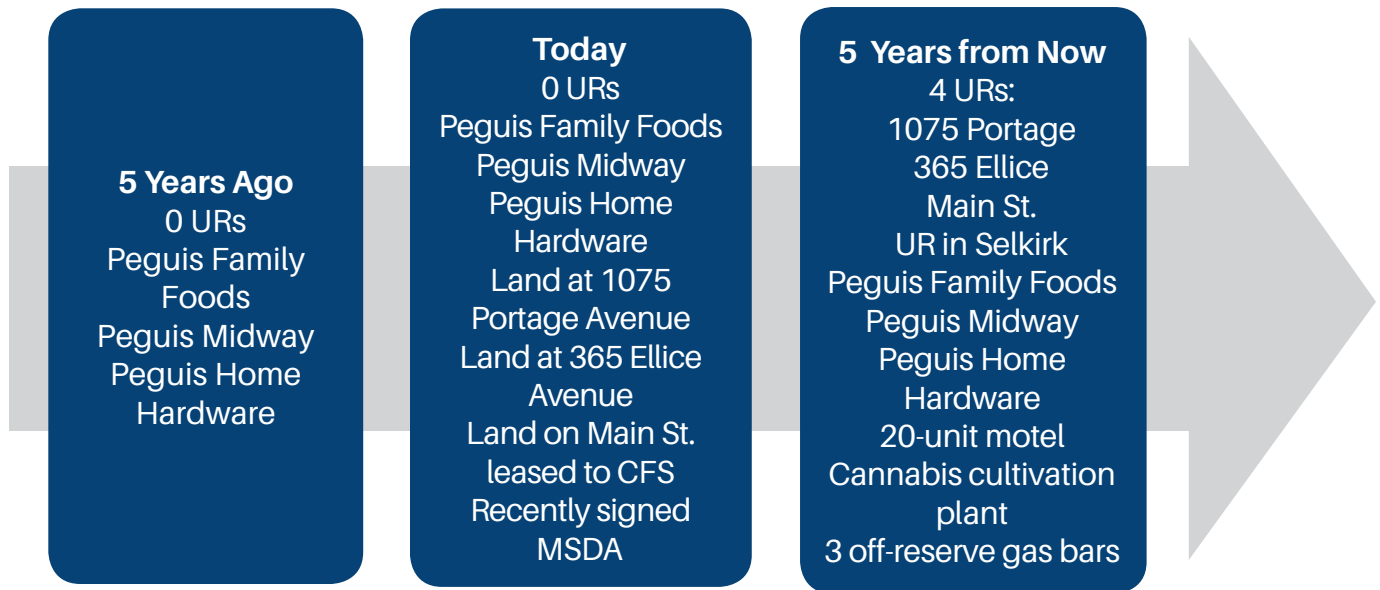 5 Years Ago
0 URs
Peguis Family
Foods
Peguis Midway
Peguis Home
Hardware
Today
0 URs
Peguis Family Foods
Peguis Midway
Peguis Home
Hardware
Land at 1075
Portage Avenue
Land at 365 Ellice
Avenue
Land on Main St.
leased to CFS
Recently signed
MSDA
5 Years from Now
4 URs:
1075 Portage
365 Ellice
Main St.
UR in Selkirk
Peguis Family Foods
Peguis Midway
Peguis Home
Hardware
20-unit motel
Cannabis cultivation
plant
3 off-reserve gas bars